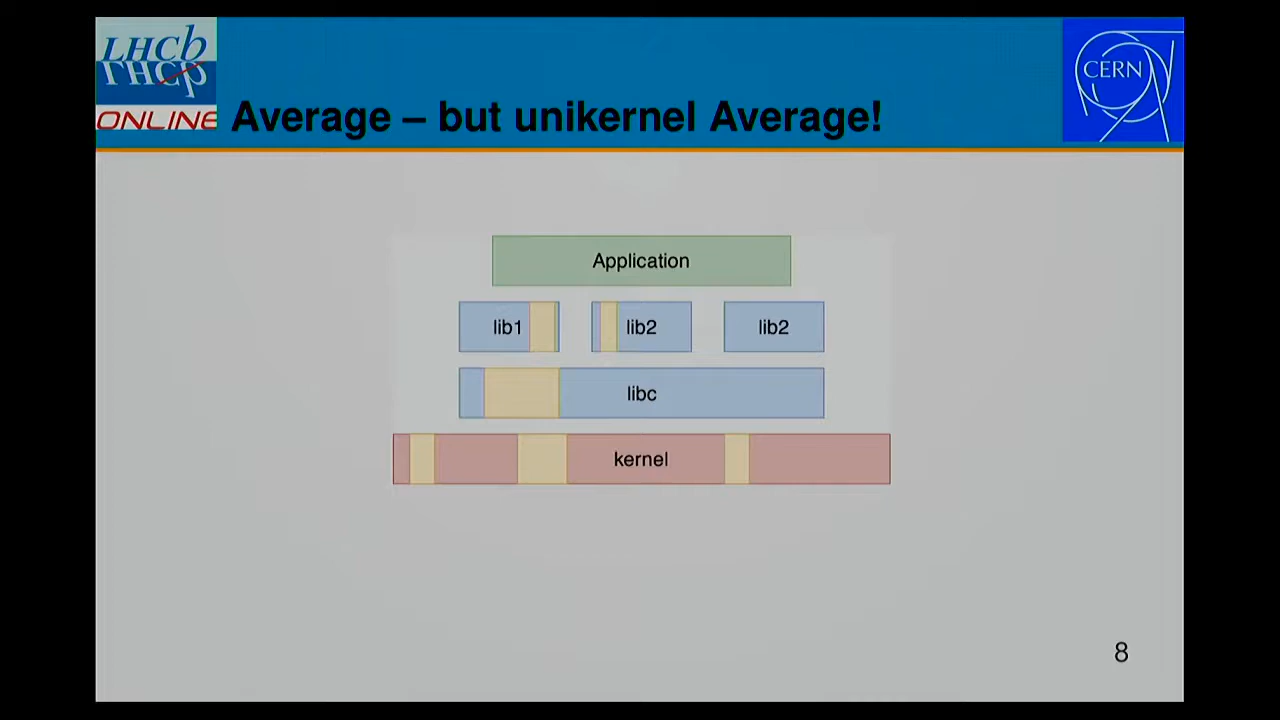 LHCb
ONLINE
CERN
Average – but unikernel Average!
Application
lib1
lib2
lib2
libc
kernel
8